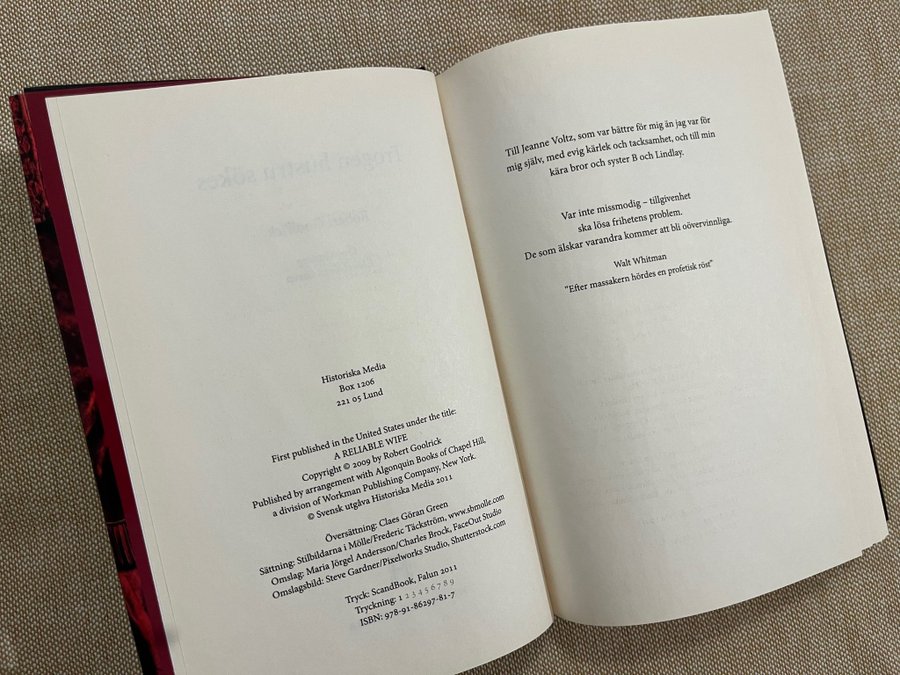 Historiska Media
Box 1206
221 05 Lund
First published in the United States under the title:
A RELIABLE WIFE
Copyright © 2009 by Robert Goolrick
Published by arrangement with Algonquin Books of Chapel Hill,
a division of Workman Publishing Company, New York.
© Svensk utgåva Historiska Media 2011
Översättning: Claes Göran Green
Sättning: Stilbildarna i Mölle/Frederic Täckström, www.sbmolle.com
Omslag: Maria Jörgel Andersson/Charles Brock, FaceOut Studio
Omslagsbild: Steve Gardner/Pixelworks Studio, Shutterstock.com
Tryck: ScandBook, Falun 2011
Tryckning: 1 2 3 4 5 6 7 8 9
ISBN: 978-91-86297-81-7
Till Jeanne Voltz, som var bättre för mig än jag var för
mig själv, med evig kärlek och tacksamhet, och till min
kära bror och syster B och Lindlay.
Var inte missmodig – tillgivenhet
ska lösa frihetens problem.
De som älskar varandra kommer att bli oövervinnliga.
Walt Whitman
"Efter massakern hördes en profetisk röst"